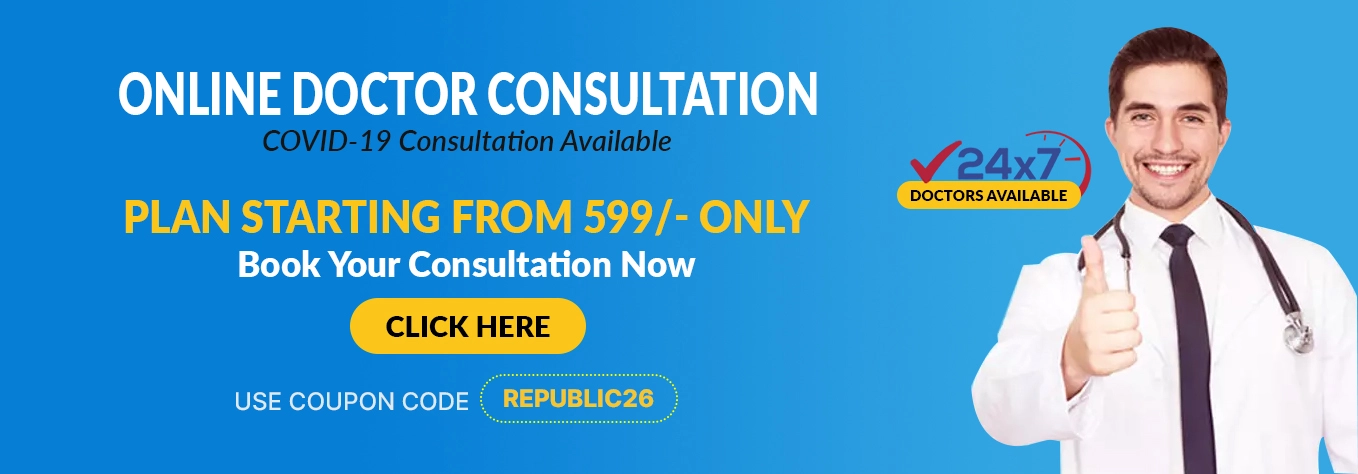 ONLINE DOCTOR CONSULTATION
COVID-19 Consultation Available
PLAN STARTING FROM 599/- ONLY
Book Your Consultation Now
CLICK HERE
USE COUPON CODE REPUBLIC26
24x7
DOCTORS AVAILABLE